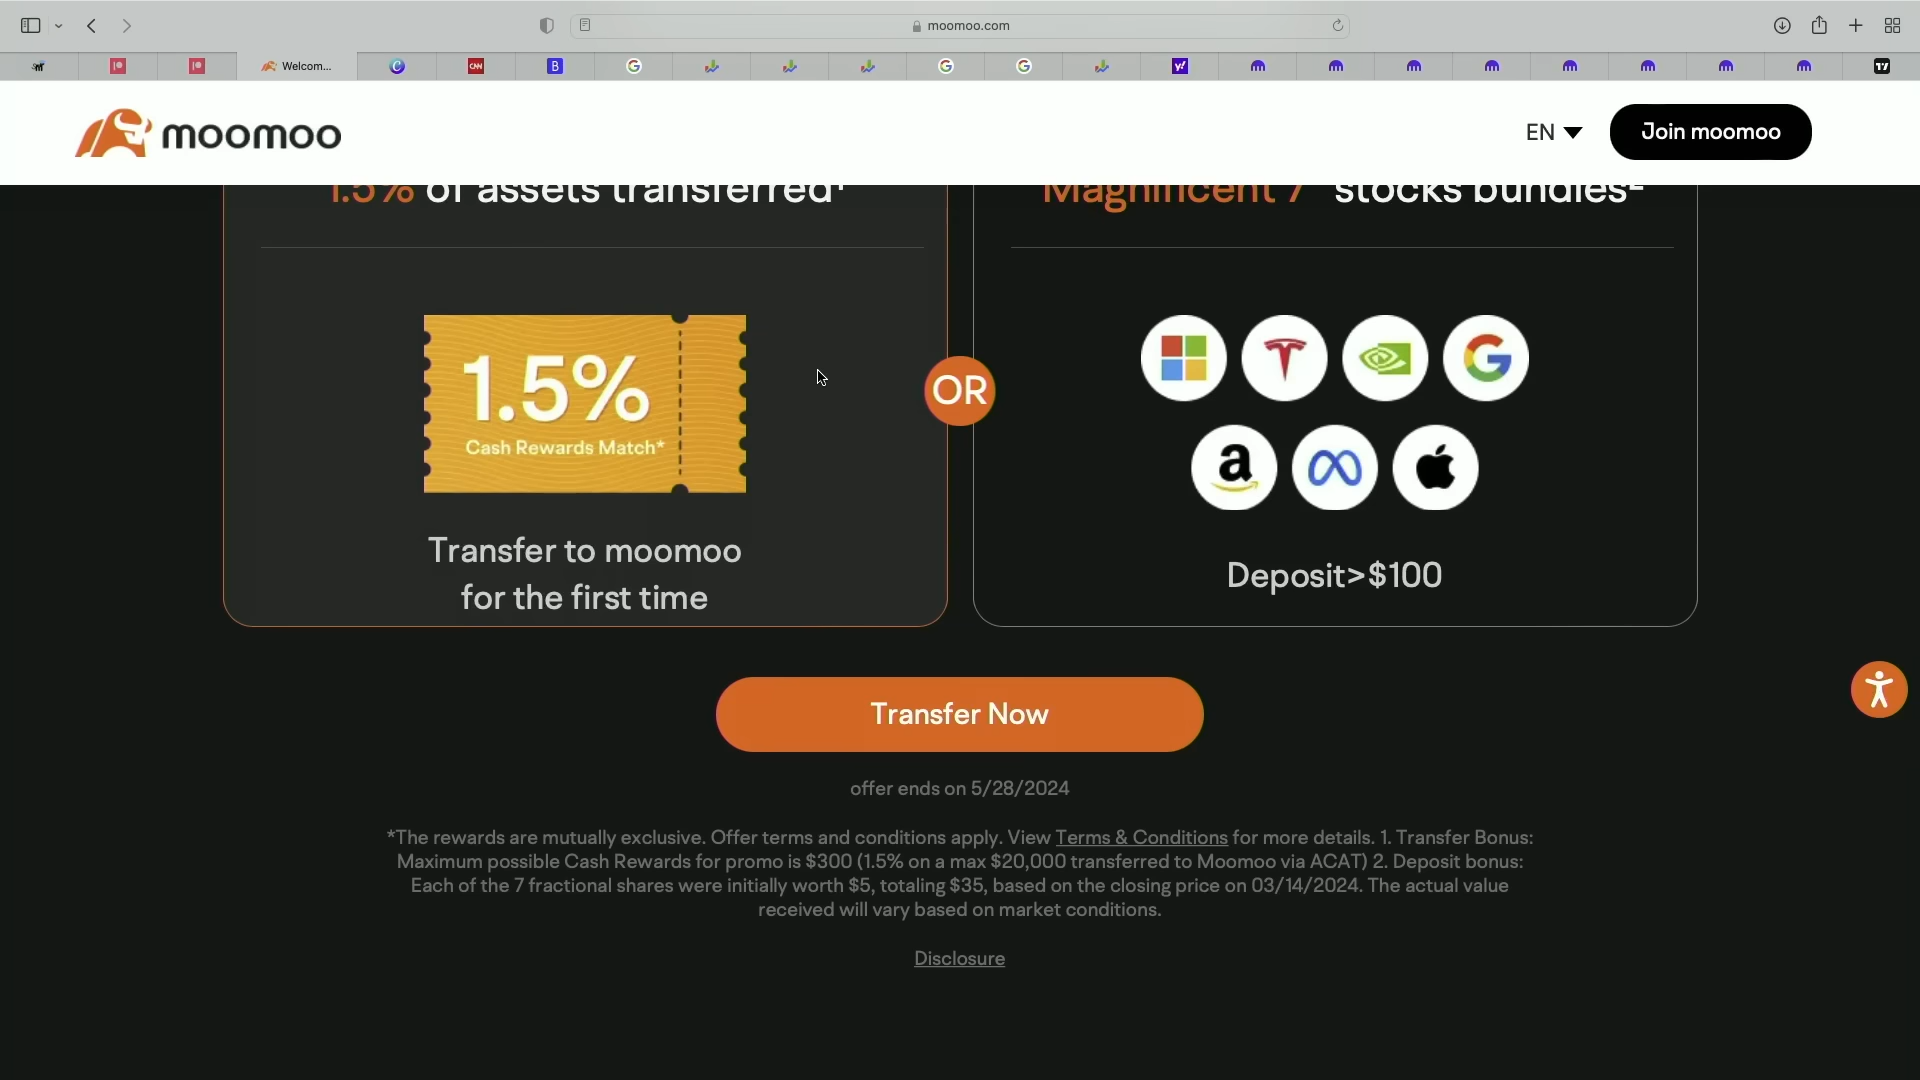 moomoo.com
Welcom...
CNN
B
y!
moomoo
EN
Join moomoo
1.5% of assets transferred¹
Magnificent 7 stocks bundles²
1.5%
Cash Rewards Match*
OR
Transfer to moomoo
for the first time
Deposit>$100
Transfer Now
offer ends on 5/28/2024
*The rewards are mutually exclusive. Offer terms and conditions apply. View Terms & Conditions for more details. 1. Transfer Bonus:
Maximum possible Cash Rewards for promo is $300 (1.5% on a max $20,000 transferred to Moomoo via ACAT) 2. Deposit bonus:
Each of the 7 fractional shares were initially worth $5, totaling $35, based on the closing price on 03/14/2024. The actual value
received will vary based on market conditions.
Disclosure